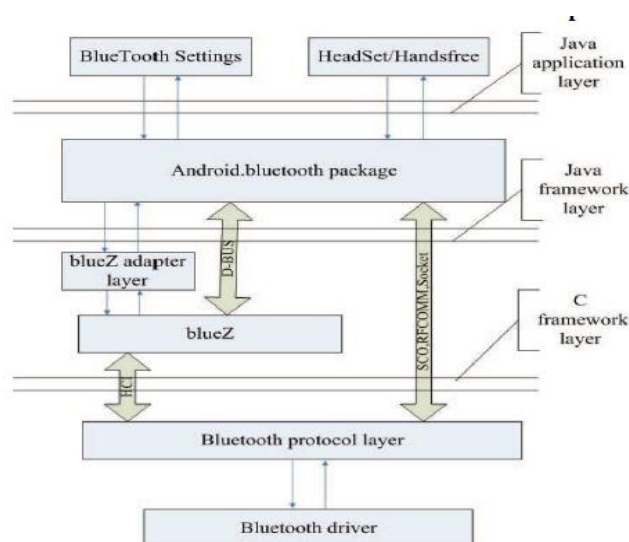 BlueTooth Settings
HeadSet/Handsfree
Java
application
layer
Android.bluetooth package
Java
framework
layer
blueZ adapter
layer
D-BUS
SCO,RFCOMM,Socket
blueZ
C
framework
layer
HCI
Bluetooth protocol layer
Bluetooth driver